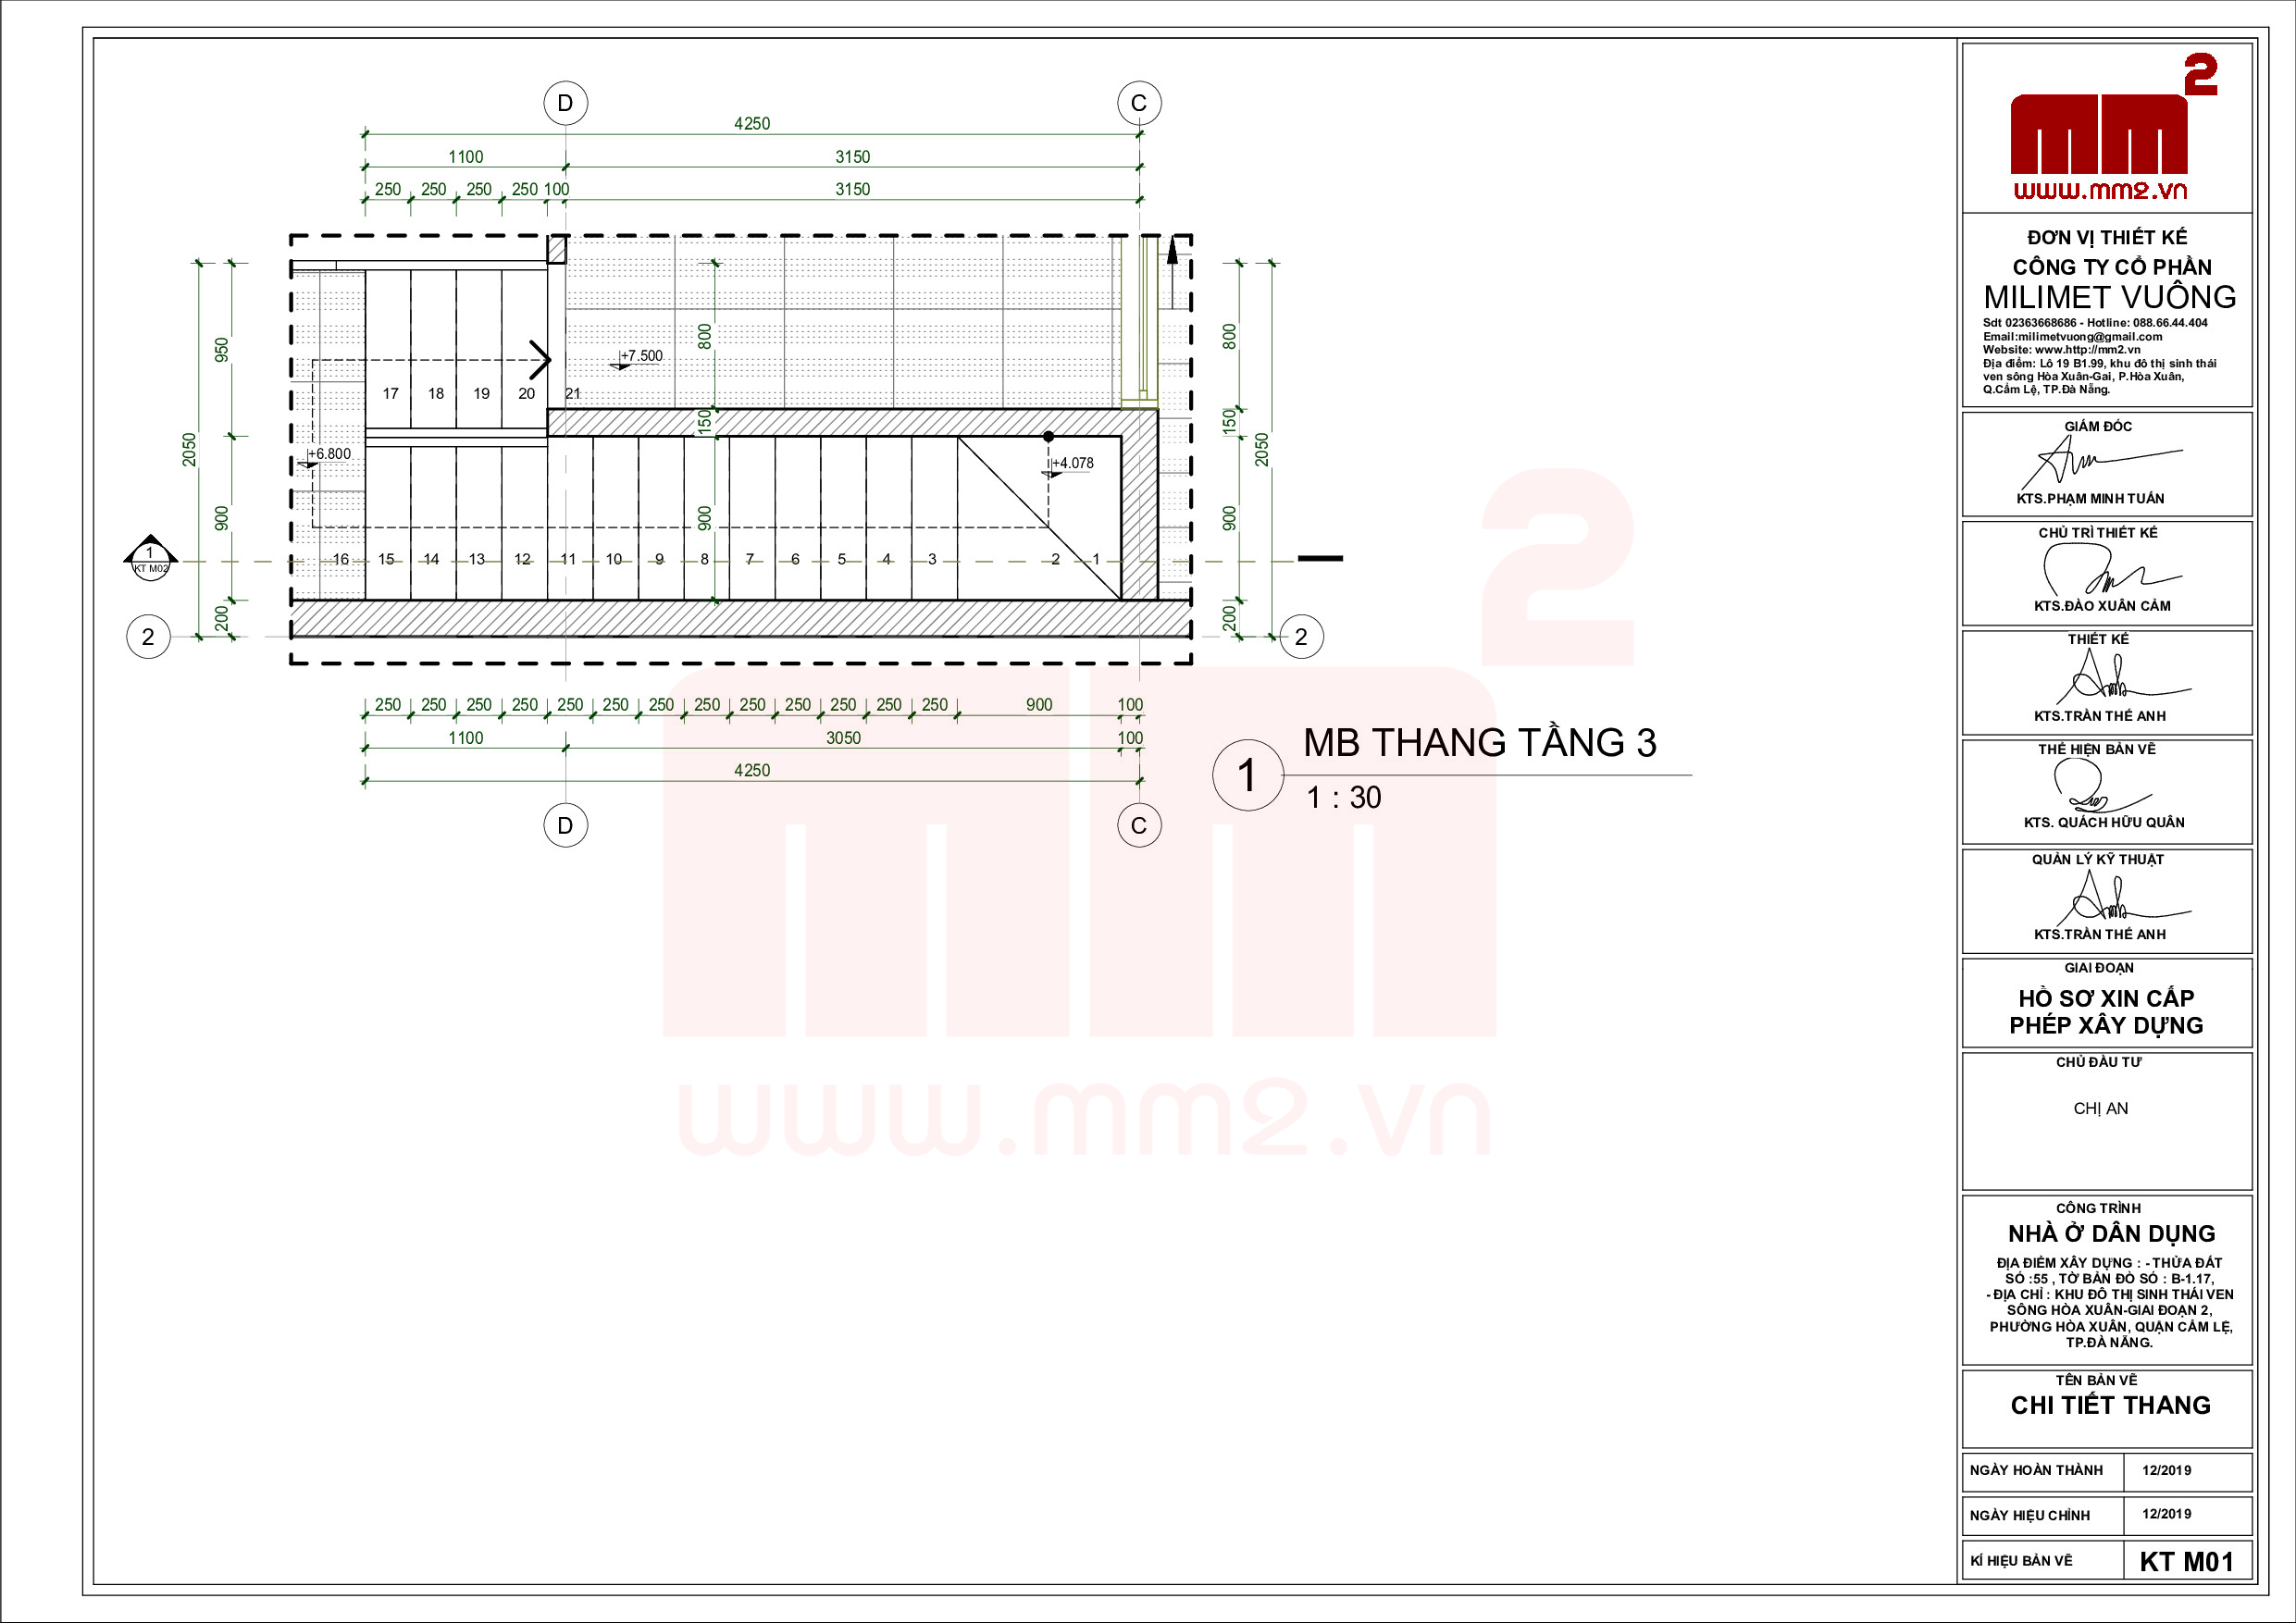 D
C
4250
1100
3150
250
250
250
250
100
3150
950
2050
900
200
800
150
900
800
150
2050
900
200
+7.500
+6.800
+4.078
17
18
19
20
21
16
15
14
13
12
11
10
9
8
7
6
5
4
3
2
1
1
KT M02
2
2
250
250
250
250
250
250
250
250
250
250
250
250
250
900
100
1100
3050
100
4250
D
C
1
MB THANG TẦNG 3
1 : 30
mm2
www.mm2.vn
mm2
www.mm2.vn
ĐƠN VỊ THIẾT KẾ
CÔNG TY CỔ PHẦN
MILIMET VUÔNG
Sdt 02363668686 - Hotline: 088.66.44.404
Email:milimetvuong@gmail.com
Website: www.http://mm2.vn
Địa điểm: Lô 19 B1.99, khu đô thị sinh thái
ven sông Hòa Xuân-Gai, P.Hòa Xuân,
Q.Cẩm Lệ, TP.Đà Nẵng.
GIÁM ĐỐC
KTS.PHẠM MINH TUẤN
CHỦ TRÌ THIẾT KẾ
KTS.ĐÀO XUÂN CẢM
THIẾT KẾ
KTS.TRẦN THẾ ANH
THỂ HIỆN BẢN VẼ
KTS. QUÁCH HỮU QUÂN
QUẢN LÝ KỸ THUẬT
KTS.TRẦN THẾ ANH
GIAI ĐOẠN
HỒ SƠ XIN CẤP
PHÉP XÂY DỰNG
CHỦ ĐẦU TƯ
CHỊ AN
CÔNG TRÌNH
NHÀ Ở DÂN DỤNG
ĐỊA ĐIỂM XÂY DỰNG : - THỬA ĐẤT
SỐ :55 , TỜ BẢN ĐỒ SỐ : B-1.17,
- ĐỊA CHỈ : KHU ĐÔ THỊ SINH THÁI VEN
SÔNG HÒA XUÂN-GIAI ĐOẠN 2,
PHƯỜNG HÒA XUÂN, QUẬN CẨM LỆ,
TP.ĐÀ NẴNG.
TÊN BẢN VẼ
CHI TIẾT THANG
NGÀY HOÀN THÀNH 12/2019
NGÀY HIỆU CHỈNH 12/2019
KÍ HIỆU BẢN VẼ KT M01